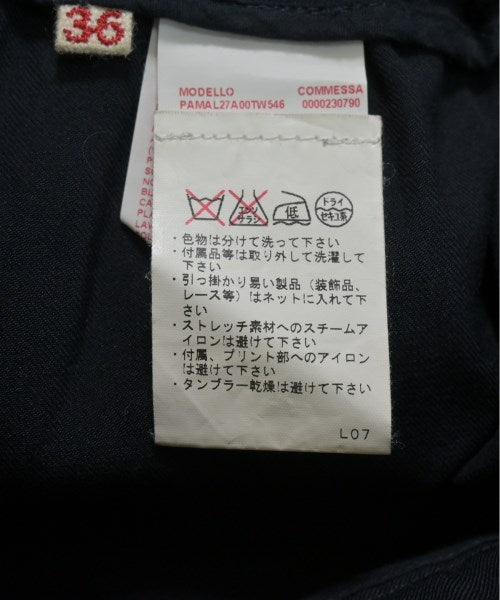 36
MODELLO COMMESSA
PAMAL27A00TW546 0000230790
エンソ
サラシ
低
ドライ
セキユ系
・色物は分けて洗って下さい
・付属品等は取り外して洗濯して
下さい
・引っ掛かり易い製品（装飾品、
レース等）はネットに入れて下
さい
・ストレッチ素材へのスチームア
イロンは避けて下さい
・付属、プリント部へのアイロン
は避けて下さい
・タンブラー乾燥は避けて下さい
L07